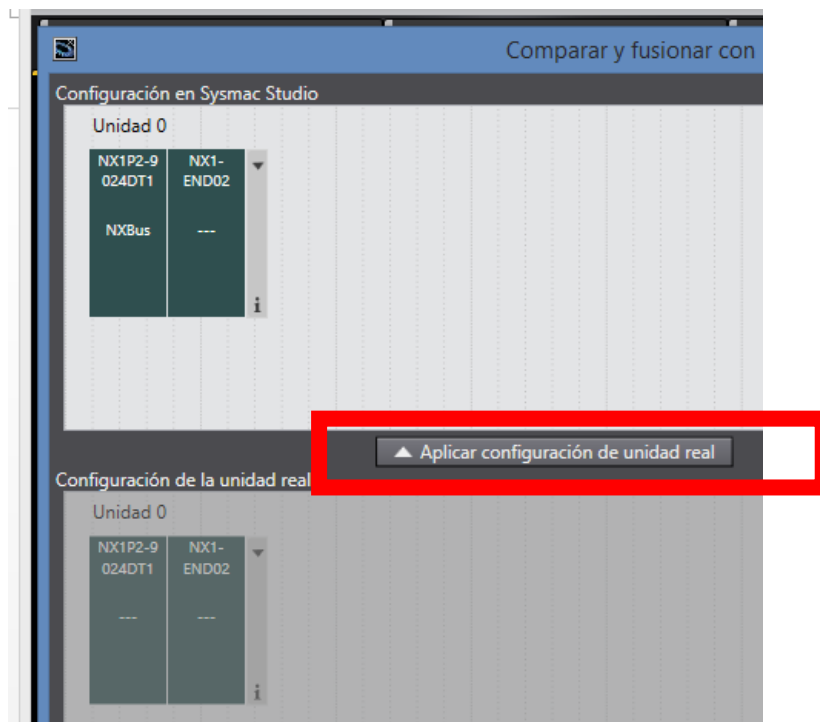 Comparar y fusionar con
Configuración en Sysmac Studio
Unidad 0
NX1P2-9
024DT1
NX1-
END02
NXBus
---
i
Aplicar configuración de unidad real
Configuración de la unidad real
Unidad 0
NX1P2-9
024DT1
NX1-
END02
---
---
i